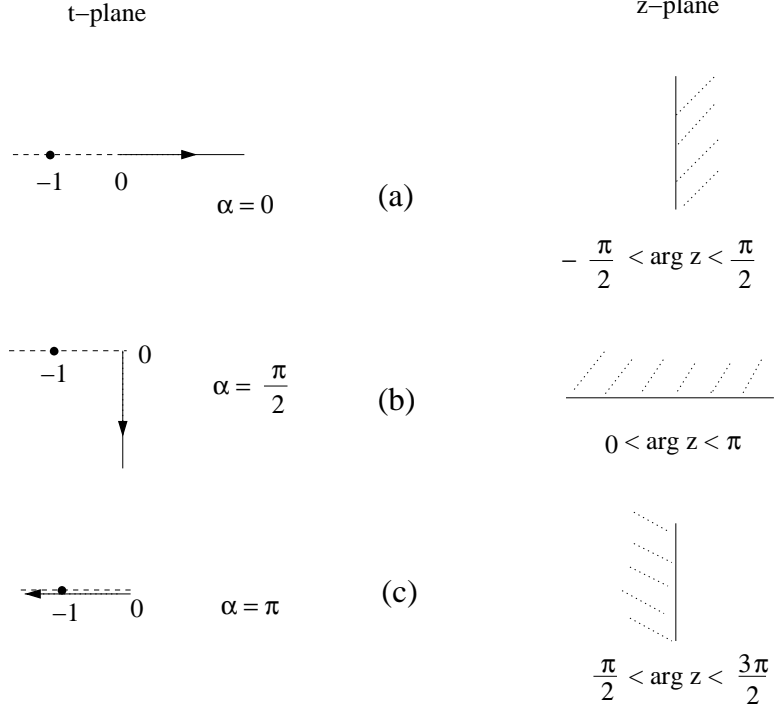 t–plane z–plane
–1 0
α = 0 (a)
– π/2 < arg z < π/2
0
–1 α = π/2 (b)
0 < arg z < π
–1 0 α = π (c)
π/2 < arg z < 3π/2